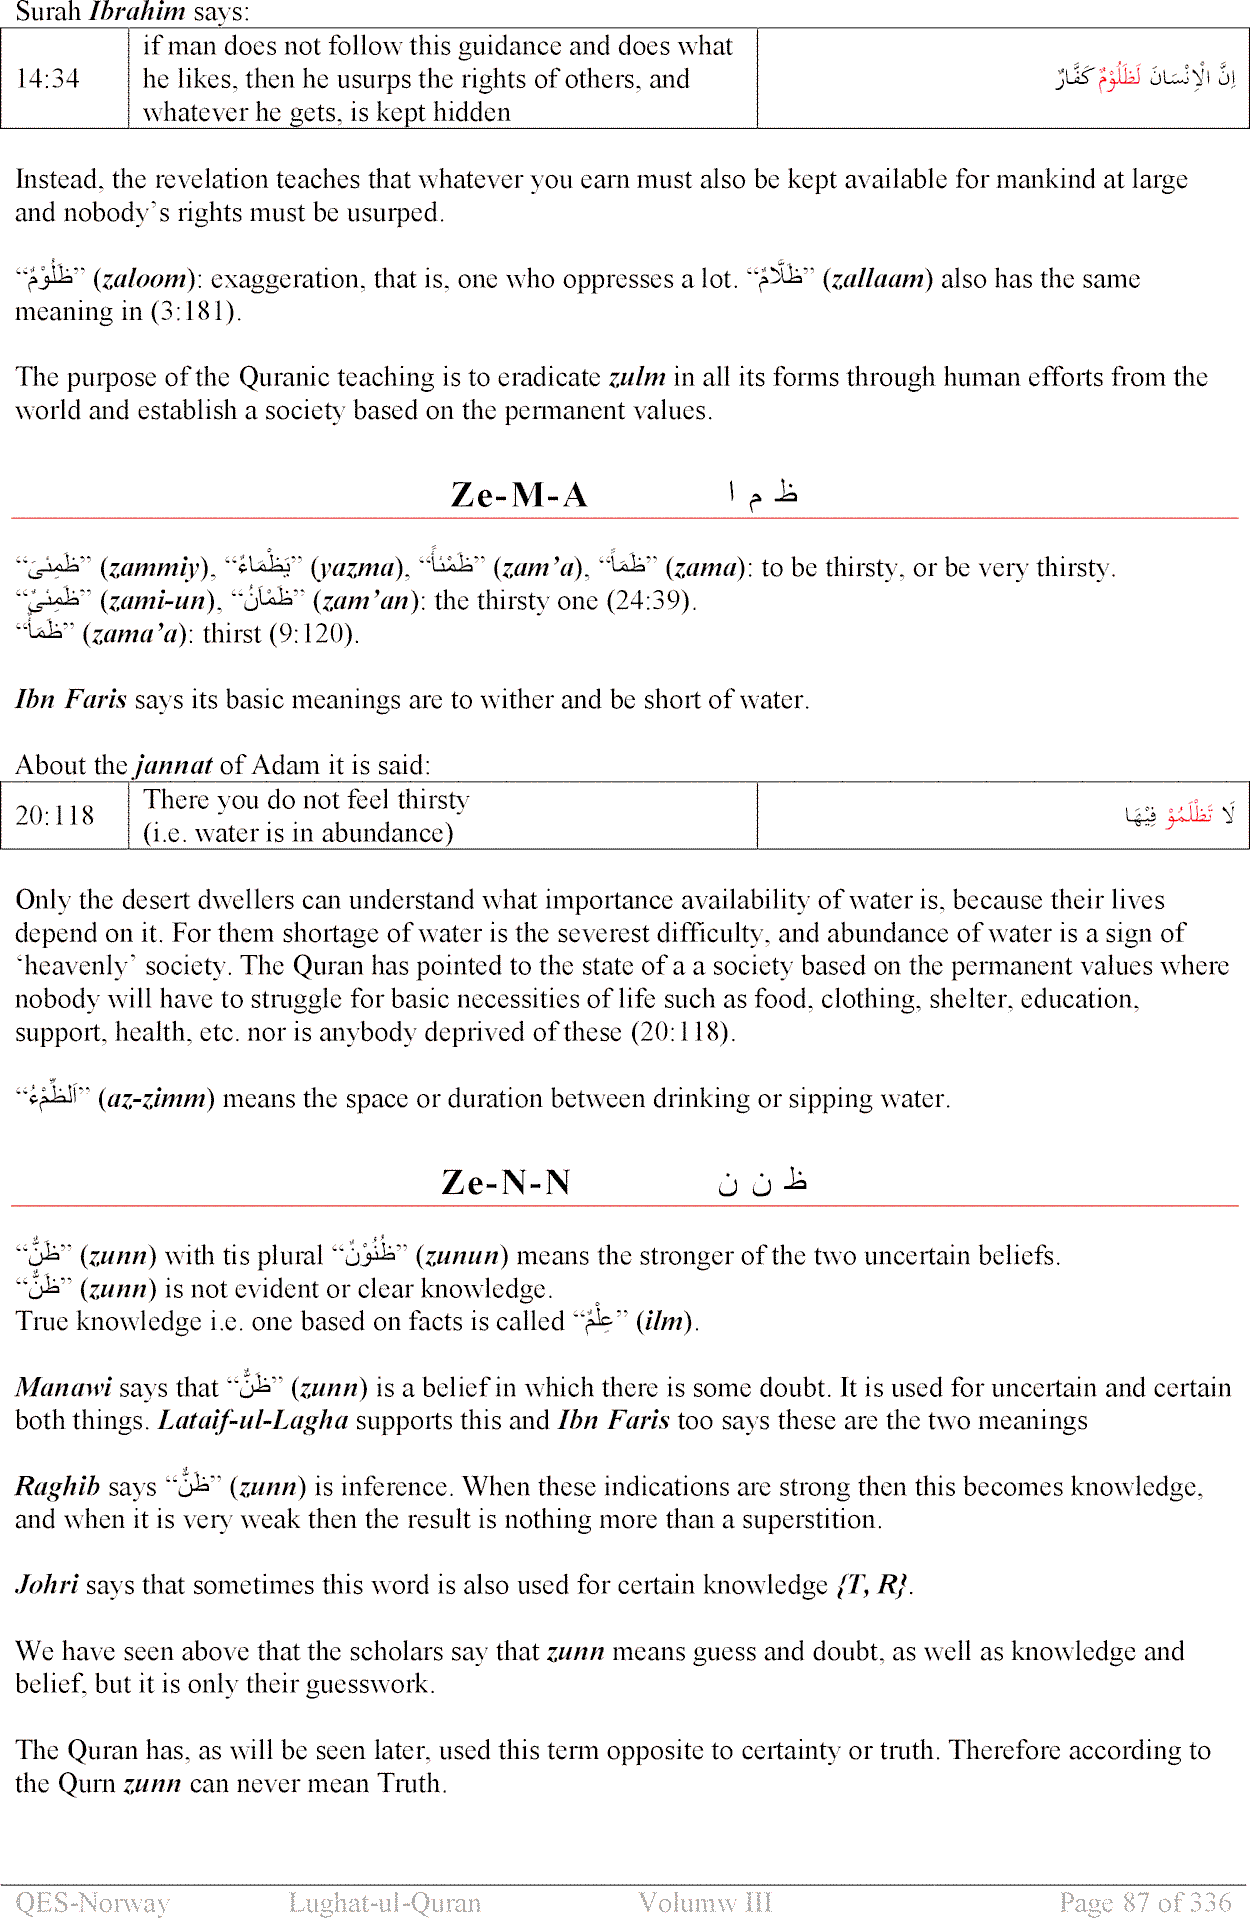 Surah Ibrahim says:
14:34
if man does not follow this guidance and does what
he likes, then he usurps the rights of others, and
whatever he gets, is kept hidden
اِنَّ الْاِنْسَانَ لَظَلُوْمٌ كَفَّارٌ
Instead, the revelation teaches that whatever you earn must also be kept available for mankind at large
and nobody's rights must be usurped.
“ظَلُوْمٌ” (zaloom): exaggeration, that is, one who oppresses a lot. “ظَلَّامٌ” (zallaam) also has the same
meaning in (3:181).
The purpose of the Quranic teaching is to eradicate zulm in all its forms through human efforts from the
world and establish a society based on the permanent values.
Ze-M-A ظ م ا
“ظَمِئىَ” (zammiy), “يَظْمَاءٌ” (yazma), “ظَمْئاً” (zam’a), “ظَمَاً” (zama): to be thirsty, or be very thirsty.
“ظَمِئىٌ” (zami-un), “ظَمْاَنُ” (zam’an): the thirsty one (24:39).
“ظَمَأٌ” (zama’a): thirst (9:120).
Ibn Faris says its basic meanings are to wither and be short of water.
About the jannat of Adam it is said:
20:118
There you do not feel thirsty
(i.e. water is in abundance)
لَا تَظْلَمُوْ فِيْهَا
Only the desert dwellers can understand what importance availability of water is, because their lives
depend on it. For them shortage of water is the severest difficulty, and abundance of water is a sign of
‘heavenly’ society. The Quran has pointed to the state of a a society based on the permanent values where
nobody will have to struggle for basic necessities of life such as food, clothing, shelter, education,
support, health, etc. nor is anybody deprived of these (20:118).
“اَلظِّمْءُ” (az-zimm) means the space or duration between drinking or sipping water.
Ze-N-N ظ ن ن
“ظَنٌّ” (zunn) with tis plural “ظُنُوْنٌ” (zunun) means the stronger of the two uncertain beliefs.
“ظَنٌّ” (zunn) is not evident or clear knowledge.
True knowledge i.e. one based on facts is called “عِلْمٌ” (ilm).
Manawi says that “ظَنٌّ” (zunn) is a belief in which there is some doubt. It is used for uncertain and certain
both things. Lataif-ul-Lagha supports this and Ibn Faris too says these are the two meanings
Raghib says “ظَنٌّ” (zunn) is inference. When these indications are strong then this becomes knowledge,
and when it is very weak then the result is nothing more than a superstition.
Johri says that sometimes this word is also used for certain knowledge {T, R}.
We have seen above that the scholars say that zunn means guess and doubt, as well as knowledge and
belief, but it is only their guesswork.
The Quran has, as will be seen later, used this term opposite to certainty or truth. Therefore according to
the Qurn zunn can never mean Truth.
QES-Norway Lughat-ul-Quran Volumw III Page 87 of 336